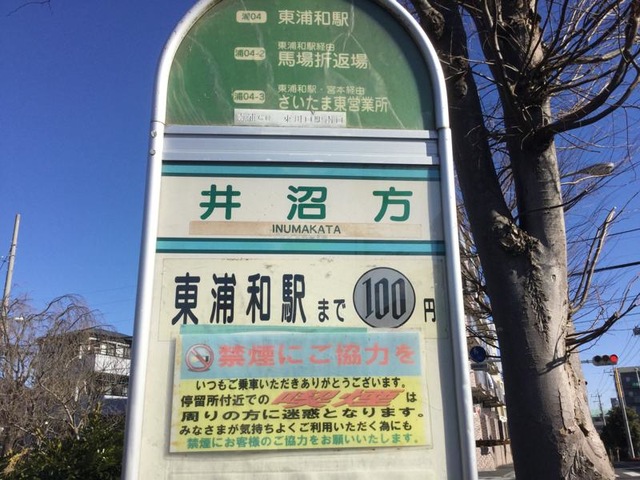 東浦和駅
浦04-2 東浦和駅経由
馬場折返場
浦04-3 東浦和駅・宮本経由
さいたま東営業所
井沼方
INUMAKATA
東浦和駅まで100円
禁煙にご協力を
いつもご乗車いただきありがとうございます。
停留所付近での喫煙は
周りの方に迷惑となります。
みなさまが気持ちよくご利用いただく為にも
禁煙にお客様のご協力をお願いいたします。